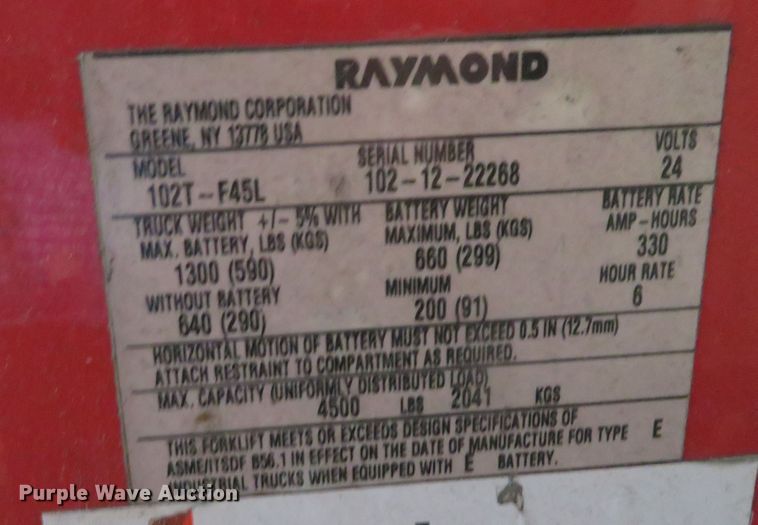 RAYMOND
THE RAYMOND CORPORATION
GREENE, NY 13778 USA
MODEL SERIAL NUMBER VOLTS
102T-F45L 102-12-22268 24
TRUCK WEIGHT +/- 5% WITH BATTERY WEIGHT BATTERY RATE
MAX. BATTERY, LBS (KGS) MAXIMUM, LBS (KGS) AMP-HOURS
1300 (590) 660 (299) 330
WITHOUT BATTERY MINIMUM HOUR RATE
640 (290) 200 (91) 6
HORIZONTAL MOTION OF BATTERY MUST NOT EXCEED 0.5 IN (12.7mm)
ATTACH RESTRAINT TO COMPARTMENT AS REQUIRED.
MAX. CAPACITY (UNIFORMLY DISTRIBUTED LOAD)
4500 LBS 2041 KGS
THIS FORKLIFT MEETS OR EXCEEDS DESIGN SPECIFICATIONS OF
ASME/ITSDF B56.1 IN EFFECT ON THE DATE OF MANUFACTURE FOR TYPE E
INDUSTRIAL TRUCKS WHEN EQUIPPED WITH E BATTERY.
Purple Wave Auction